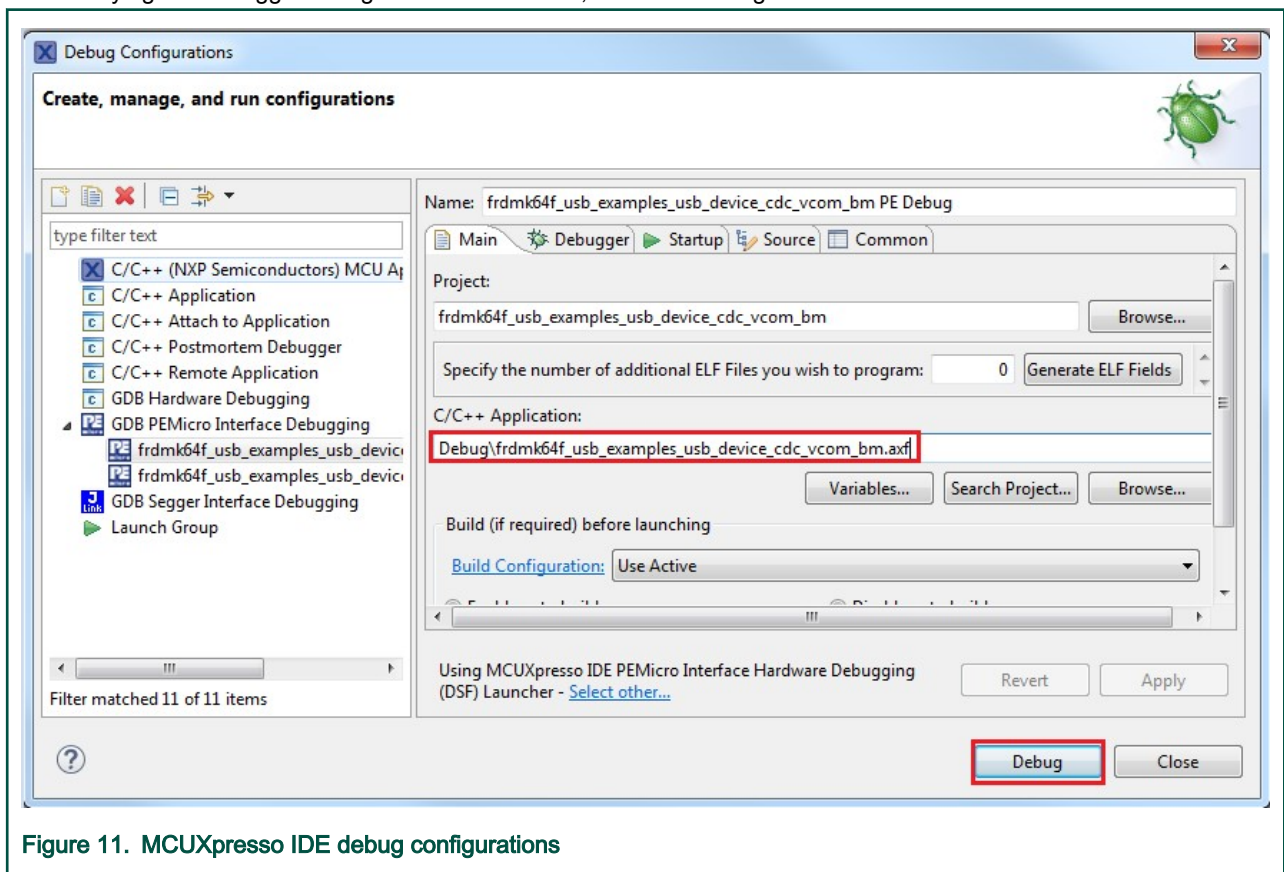 Debug Configurations
Create, manage, and run configurations
type filter text
C/C++ (NXP Semiconductors) MCU Ap
C/C++ Application
C/C++ Attach to Application
C/C++ Postmortem Debugger
C/C++ Remote Application
GDB Hardware Debugging
GDB PEMicro Interface Debugging
frdmk64f_usb_examples_usb_device
frdmk64f_usb_examples_usb_device
GDB Segger Interface Debugging
Launch Group
Filter matched 11 of 11 items
Name: frdmk64f_usb_examples_usb_device_cdc_vcom_bm PE Debug
Main Debugger Startup Source Common
Project:
frdmk64f_usb_examples_usb_device_cdc_vcom_bm Browse...
Specify the number of additional ELF Files you wish to program: 0 Generate ELF Fields
C/C++ Application:
Debug\frdmk64f_usb_examples_usb_device_cdc_vcom_bm.axf
Variables... Search Project... Browse...
Build (if required) before launching
Build Configuration: Use Active
Using MCUXpresso IDE PEMicro Interface Hardware Debugging
(DSF) Launcher - Select other...
Revert Apply
Debug Close
Figure 11. MCUXpresso IDE debug configurations